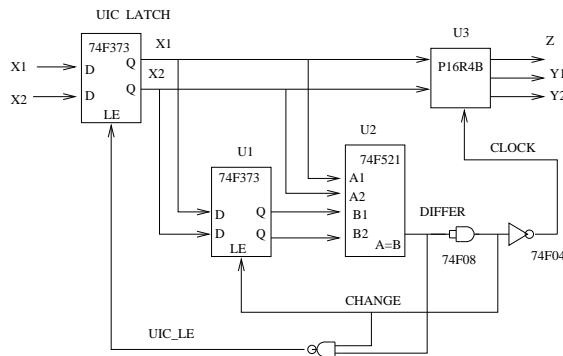 UIC LATCH
U3
74F373
X1
Z
X1
D
Q
X2
P16R4B
Y1
X2
D
Q
Y2
LE
U1
U2
CLOCK
74F373
74F521
A1
A2
D
Q
B1
DIFFER
D
Q
B2
LE
A=B
74F08
74F04
CHANGE
UIC_LE